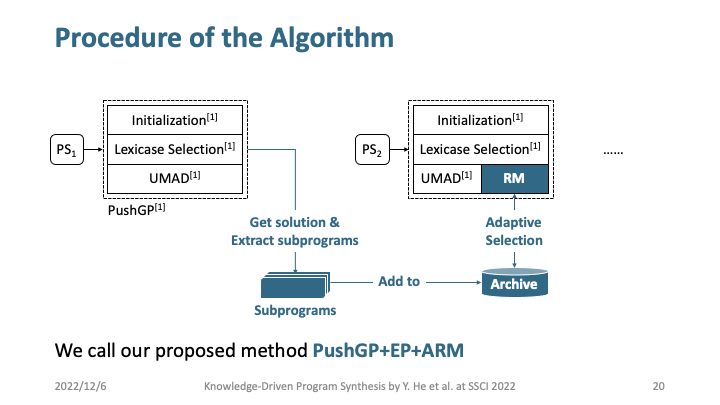 Procedure of the Algorithm
PS1
Initialization[1]
Lexicase Selection[1]
UMAD[1]
PushGP[1]
PS2
Initialization[1]
Lexicase Selection[1]
UMAD[1] RM
......
Get solution &
Extract subprograms
Adaptive
Selection
Subprograms
Add to
Archive
We call our proposed method PushGP+EP+ARM
2022/12/6 Knowledge-Driven Program Synthesis by Y. He et al. at SSCI 2022 20